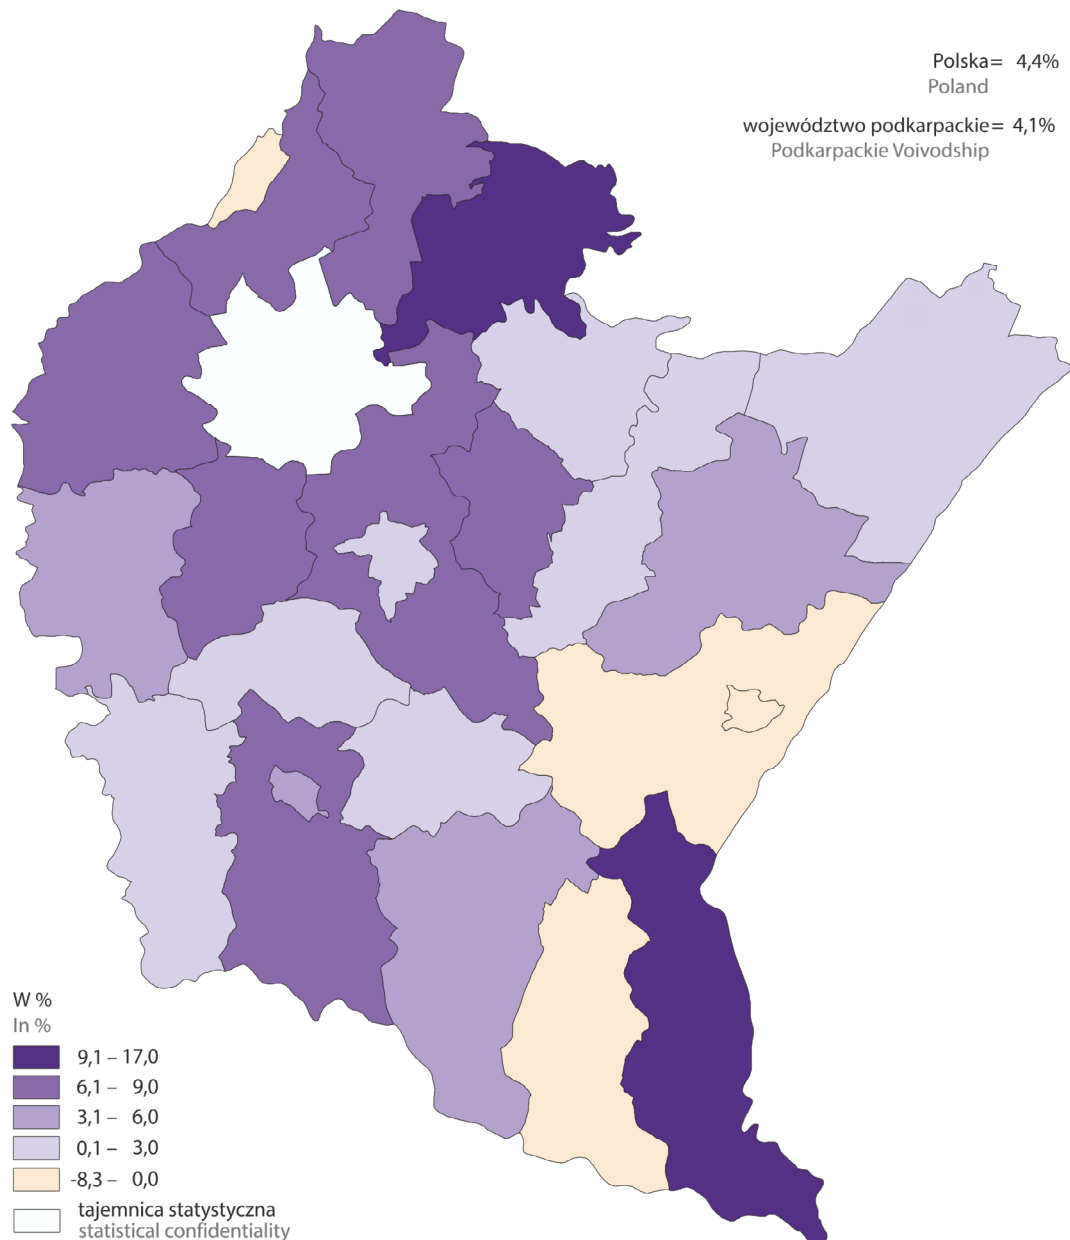 Polska= 4,4%
Poland
województwo podkarpackie= 4,1%
Podkarpackie Voivodship
W %
In %
9,1 – 17,0
6,1 – 9,0
3,1 – 6,0
0,1 – 3,0
-8,3 – 0,0
tajemnica statystyczna
statistical confidentiality